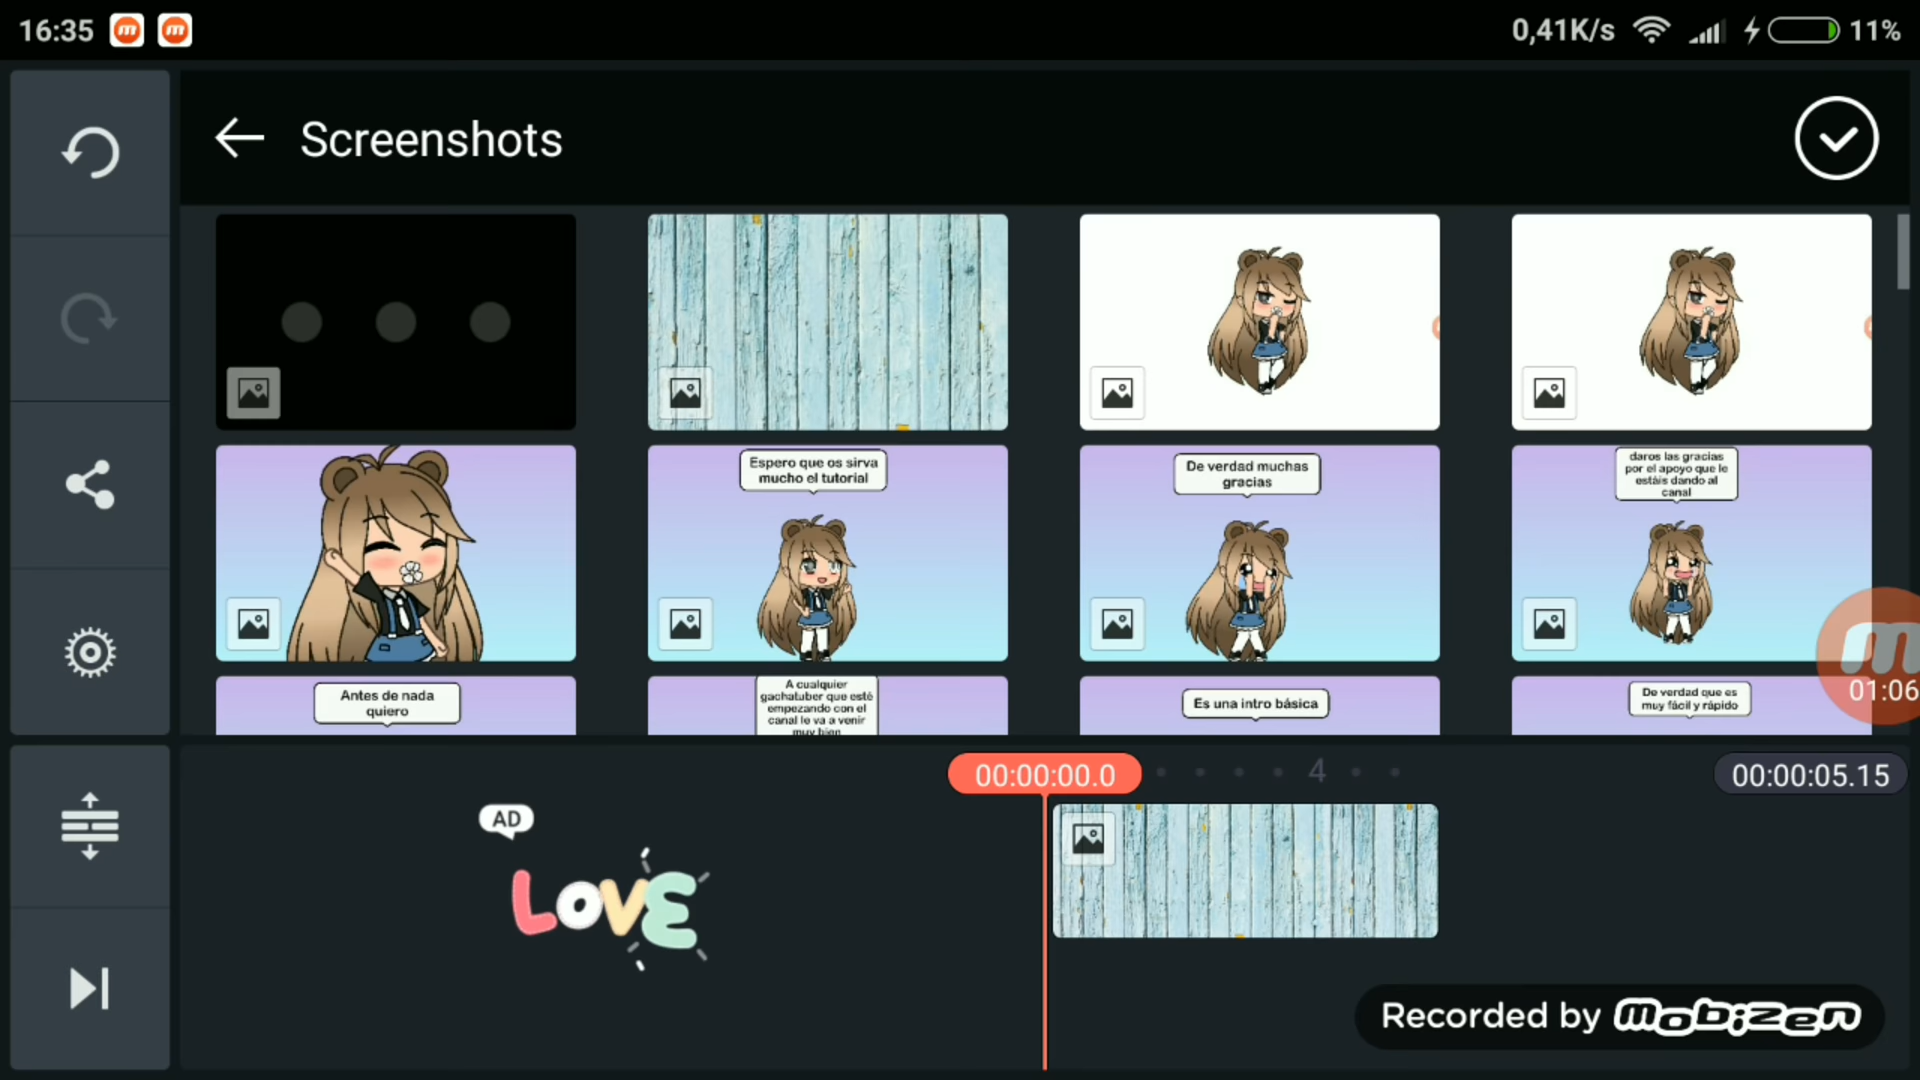 16:35
0,41K/s
11%
Screenshots
Espero que os sirva
mucho el tutorial
De verdad muchas
gracias
daros las gracias
por el apoyo que le
estáis dando al
canal
Antes de nada
quiero
A cualquier
gachatuber que esté
empezando con el
canal le va a venir
muy bien
Es una intro básica
De verdad que es
muy fácil y rápido
01:06
00:00:00.0
4
00:00:05.15
AD
LOVE
Recorded by mobizen